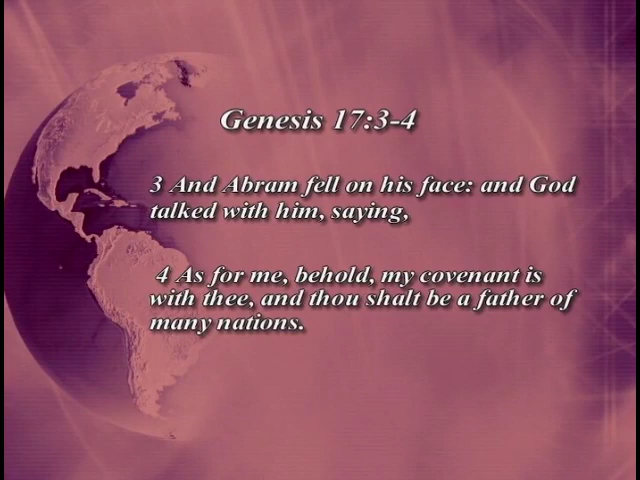 Genesis 17:3-4
3 And Abram fell on his face: and God
talked with him, saying,
4 As for me, behold, my covenant is
with thee, and thou shalt be a father of
many nations.